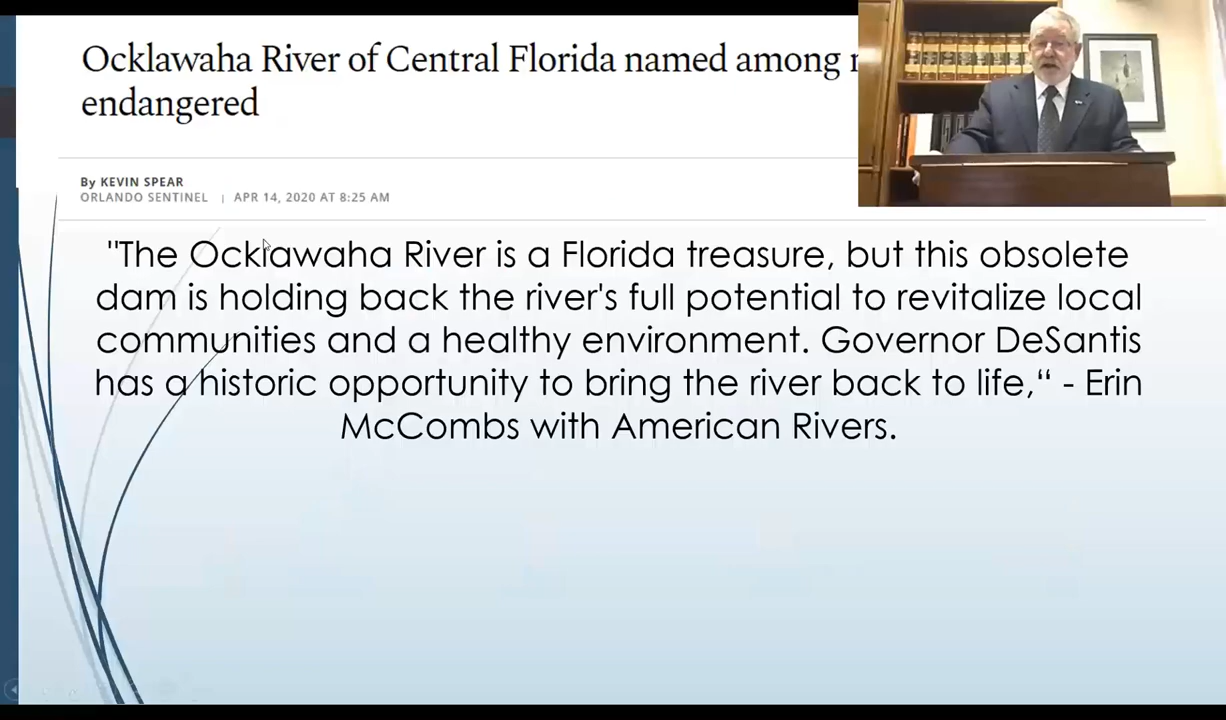 Ocklawaha River of Central Florida named among
endangered
By KEVIN SPEAR
ORLANDO SENTINEL | APR 14, 2020 AT 8:25 AM
"The Ocklawaha River is a Florida treasure, but this obsolete
dam is holding back the river's full potential to revitalize local
communities and a healthy environment. Governor DeSantis
has a historic opportunity to bring the river back to life,“ - Erin
McCombs with American Rivers.